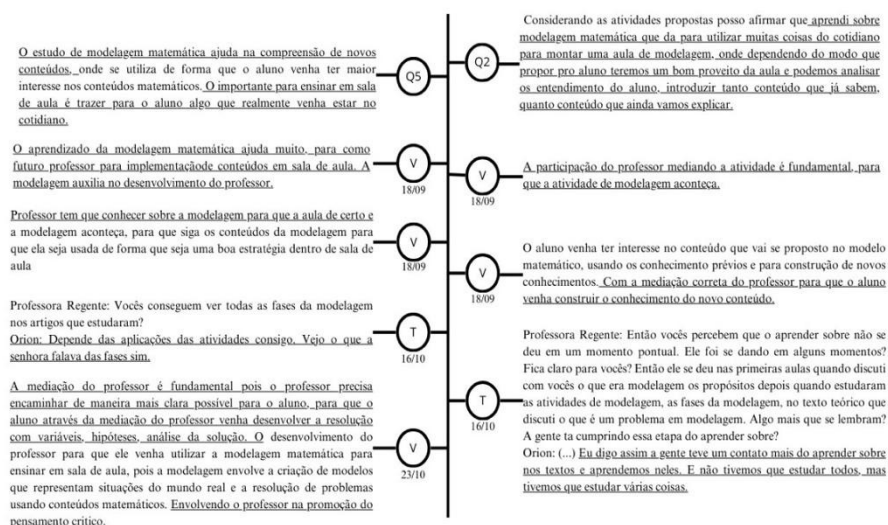 O estudo de modelagem matemática ajuda na compreensão de novos
conteúdos, onde se utiliza de forma que o aluno venha ter maior
interesse nos conteúdos matemáticos. O importante para ensinar em sala
de aula é trazer para o aluno algo que realmente venha estar no
cotidiano.
Q5
Considerando as atividades propostas posso afirmar que aprendi sobre
modelagem matemática que da para utilizar muitas coisas do cotidiano
para montar uma aula de modelagem, onde dependendo do modo que
propor pro aluno teremos um bom proveito da aula e podemos analisar
os entendimento do aluno, introduzir tanto conteúdo que já sabem,
quanto conteúdo que ainda vamos explicar.
Q2
O aprendizado da modelagem matemática ajuda muito, para como
futuro professor para implementaçãode conteúdos em sala de aula. A
modelagem auxilia no desenvolvimento do professor.
V
18/09
A participação do professor mediando a atividade é fundamental, para
que a atividade de modelagem aconteça.
V
18/09
Professor tem que conhecer sobre a modelagem para que a aula de certo e
a modelagem aconteça, para que siga os conteúdos da modelagem para
que ela seja usada de forma que seja uma boa estratégia dentro de sala de
aula
V
18/09
O aluno venha ter interesse no conteúdo que vai se proposto no modelo
matemático, usando os conhecimento prévios e para construção de novos
conhecimentos. Com a mediação correta do professor para que o aluno
venha construir o conhecimento do novo conteúdo.
V
18/09
Professora Regente: Vocês conseguem ver todas as fases da modelagem
nos artigos que estudaram?
Orion: Depende das aplicações das atividades consigo. Vejo o que a
senhora falava das fases sim.
T
16/10
Professora Regente: Então vocês percebem que o aprender sobre não se
deu em um momento pontual. Ele foi se dando em alguns momentos?
Fica claro para vocês? Então ele se deu nas primeiras aulas quando discuti
com vocês o que era modelagem os propósitos depois quando estudaram
as atividades de modelagem, as fases da modelagem, no texto teórico que
discuti o que é um problema em modelagem. Algo mais que se lembram?
A gente ta cumprindo essa etapa do aprender sobre?
Orion: (...) Eu digo assim a gente teve um contato mais do aprender sobre
nos textos e aprendemos neles. E não tivemos que estudar todos, mas
tivemos que estudar várias coisas.
T
16/10
A mediação do professor é fundamental pois o professor precisa
encaminhar de maneira mais clara possível para o aluno, para que o
aluno através da mediação do professor venha desenvolver a resolução
com variáveis, hipóteses, análise da solução. O desenvolvimento do
professor para que ele venha utilizar a modelagem matemática para
ensinar em sala de aula, pois a modelagem envolve a criação de modelos
que representam situações do mundo real e a resolução de problemas
usando conteúdos matemáticos. Envolvendo o professor na promoção do
pensamento crítico.
V
23/10